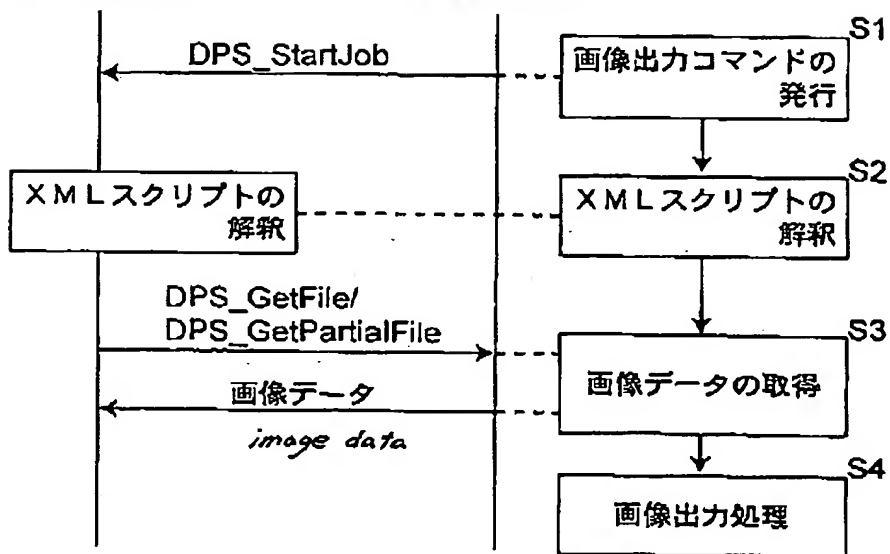 S1
DPS_StartJob
画像出力コマンドの
発行
S2
XMLスクリプトの
解釈
XMLスクリプトの
解釈
DPS_GetFile/
DPS_GetPartialFile
S3
画像データの取得
画像データ
image data
S4
画像出力処理